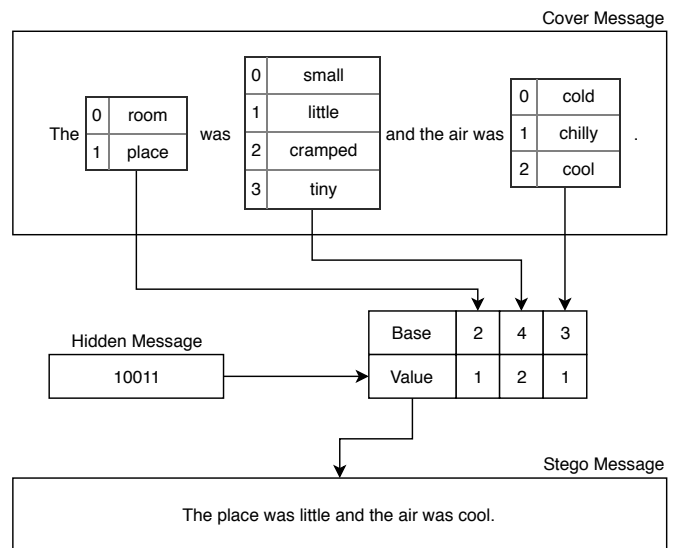 Cover Message
The
0 room
1 place
was
0 small
1 little
2 cramped
3 tiny
and the air was
0 cold
1 chilly
2 cool
.
Hidden Message
10011
Base 2 4 3
Value 1 2 1
Stego Message
The place was little and the air was cool.